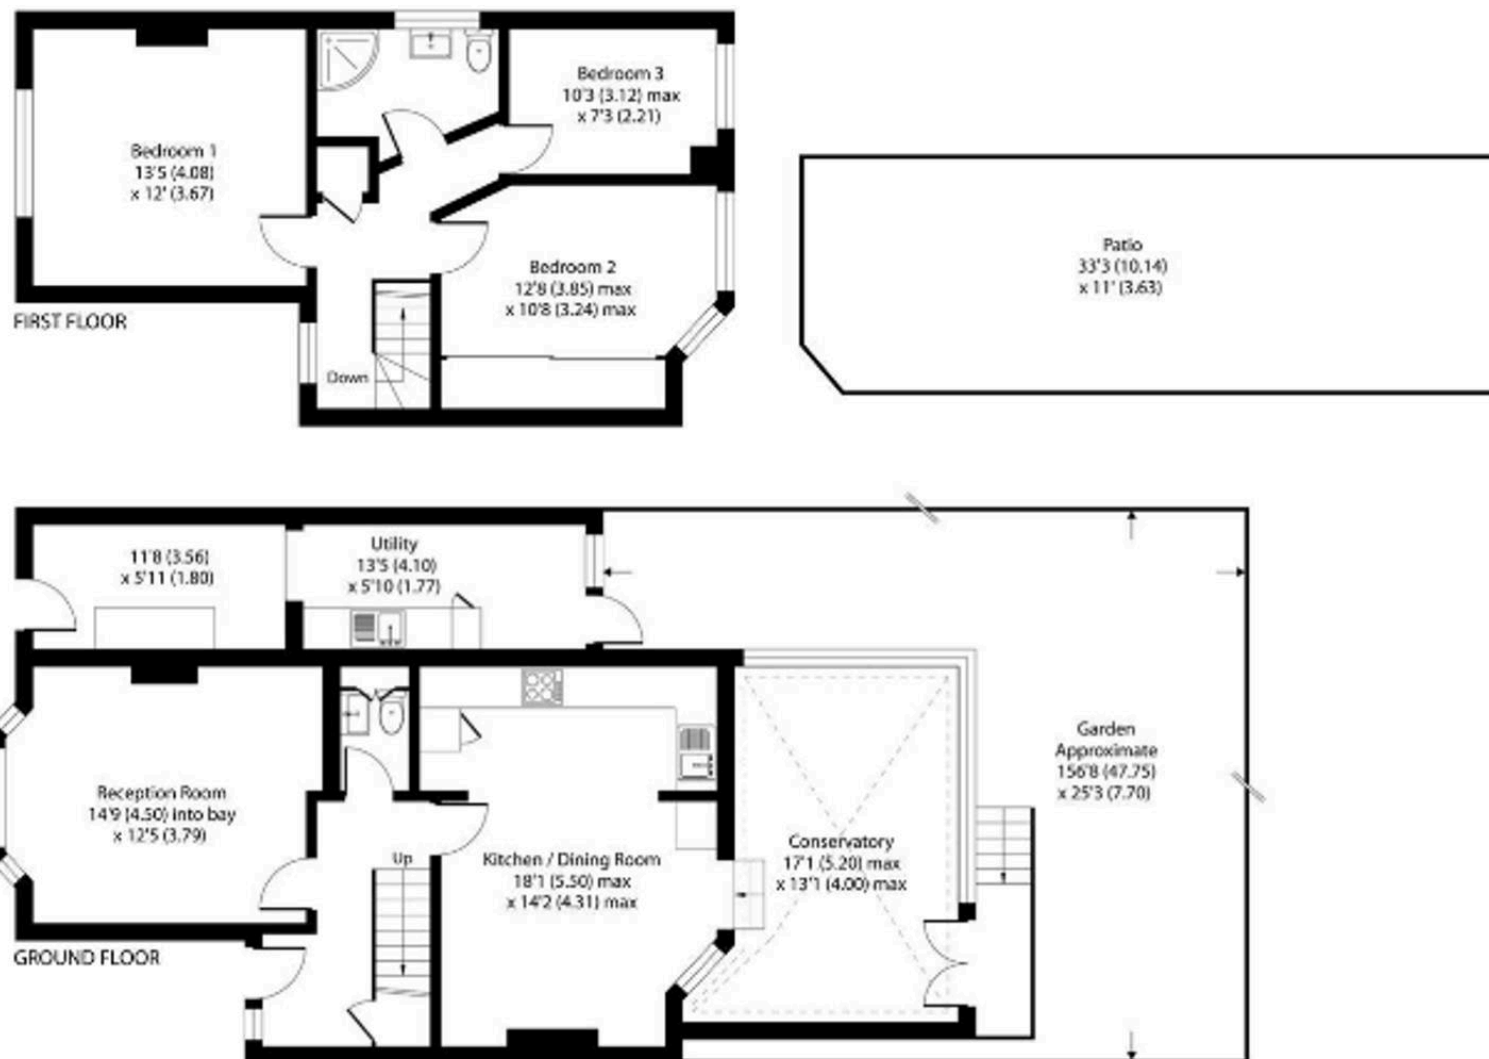 Bedroom 1
13'5 (4.08)
x 12' (3.67)
Bedroom 3
10'3 (3.12) max
x 7'3 (2.21)
Bedroom 2
12'8 (3.85) max
x 10'8 (3.24) max
Down
FIRST FLOOR
Patio
33'3 (10.14)
x 11' (3.63)
11'8 (3.56)
x 5'11 (1.80)
Utility
13'5 (4.10)
x 5'10 (1.77)
Reception Room
14'9 (4.50) into bay
x 12'5 (3.79)
Up
Kitchen / Dining Room
18'1 (5.50) max
x 14'2 (4.31) max
Conservatory
17'1 (5.20) max
x 13'1 (4.00) max
Garden
Approximate
156'8 (47.75)
x 25'3 (7.70)
GROUND FLOOR